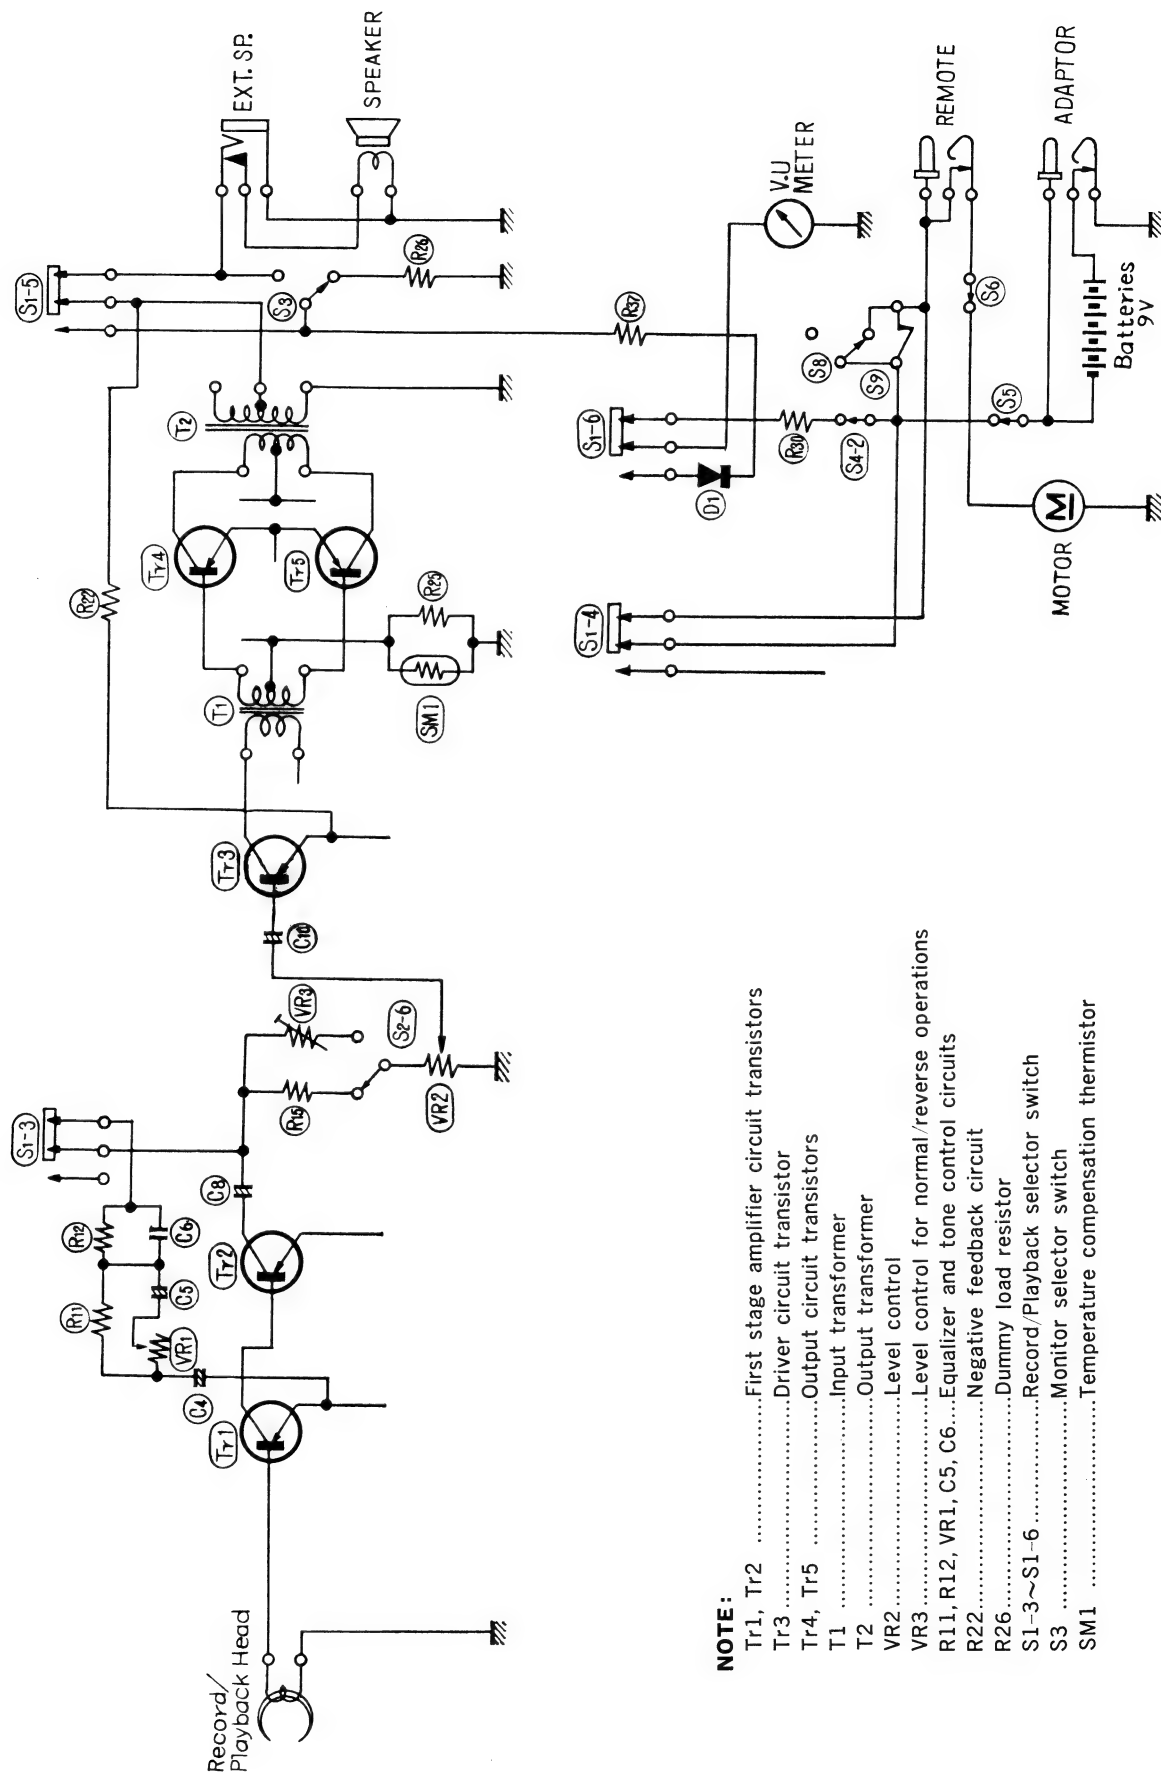 Record/
Playback Head
Tr1
C4
VR1
R11
C5
R12
C6
S1-3
Tr2
C8
R15
VR3
S2-6
VR2
C10
Tr3
R22
T1
SM1
R25
Tr4
Tr5
T2
S1-5
S3
R26
EXT. SP.
SPEAKER
R37
S1-4
S1-6
D1
R30
S4-2
S8
S9
V.U
METER
S5
S6
REMOTE
MOTOR
M
Batteries
9V
ADAPTOR
NOTE:
Tr1, Tr2 ..................First stage amplifier circuit transistors
Tr3 ........................Driver circuit transistor
Tr4, Tr5 ..................Output circuit transistors
T1 ........................Input transformer
T2 ........................Output transformer
VR2........................Level control
VR3........................Level control for normal/reverse operations
R11, R12, VR1, C5, C6....Equalizer and tone control circuits
R22........................Negative feedback circuit
R26........................Dummy load resistor
S1-3~S1-6 ..................Record/Playback selector switch
S3 ........................Monitor selector switch
SM1 ........................Temperature compensation thermistor